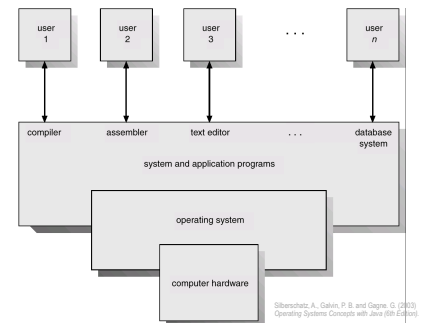 user
1
user
2
user
3
. . .
user
n
compiler
assembler
text editor
. . .
database
system
system and application programs
operating system
computer hardware
Silberschatz, A., Galvin, P. B. and Gagne. G. (2003)
Operating Systems Concepts with Java (6th Edition)